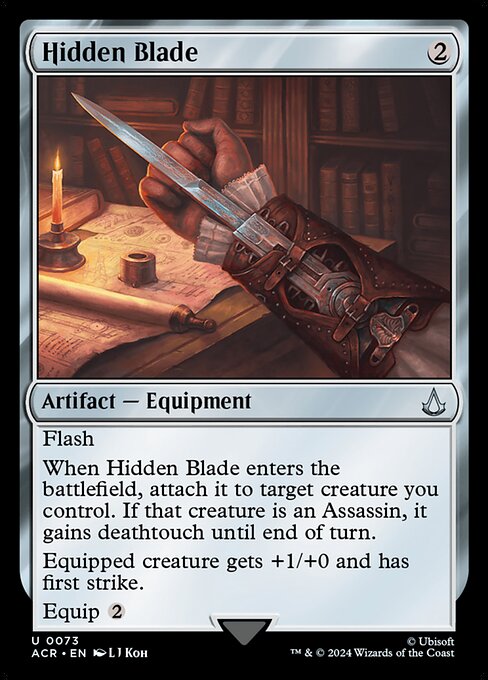 Hidden Blade 2
Artifact — Equipment
Flash
When Hidden Blade enters the
battlefield, attach it to target creature you
control. If that creature is an Assassin, it
gains deathtouch until end of turn.
Equipped creature gets +1/+0 and has
first strike.
Equip 2
U 0073
ACR • EN LJ Koh
© Ubisoft
™ & © 2024 Wizards of the Coast